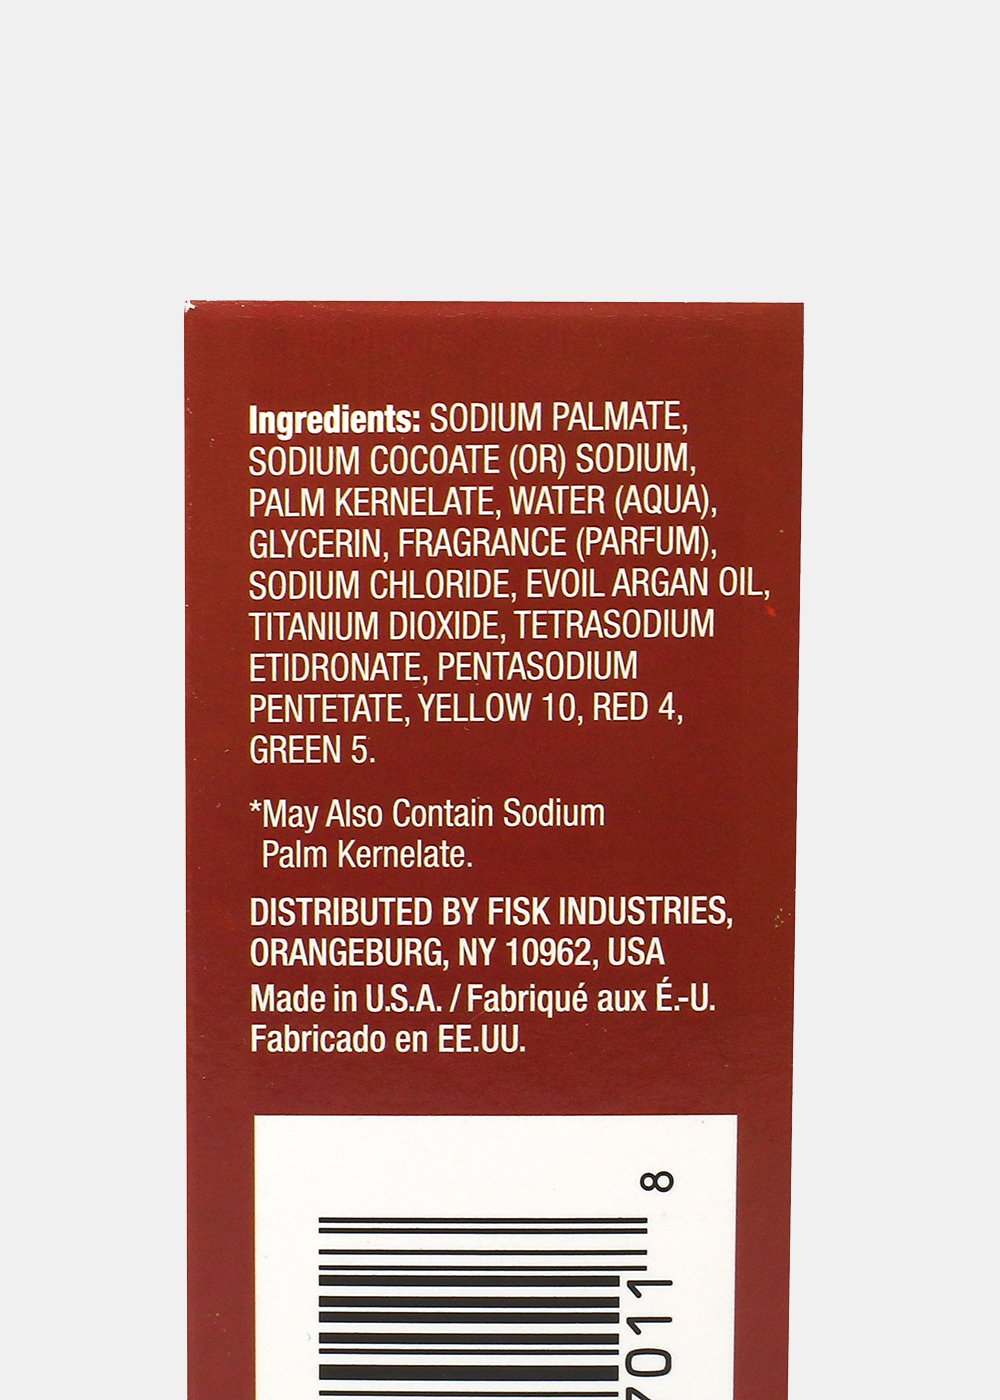 Ingredients: SODIUM PALMATE,
SODIUM COCOATE (OR) SODIUM,
PALM KERNELATE, WATER (AQUA),
GLYCERIN, FRAGRANCE (PARFUM),
SODIUM CHLORIDE, EVOIL ARGAN OIL,
TITANIUM DIOXIDE, TETRASODIUM
ETIDRONATE, PENTASODIUM
PENTETATE, YELLOW 10, RED 4,
GREEN 5.
*May Also Contain Sodium
Palm Kernelate.
DISTRIBUTED BY FISK INDUSTRIES,
ORANGEBURG, NY 10962, USA
Made in U.S.A. / Fabriqué aux É.-U.
Fabricado en EE.UU.
7011 8